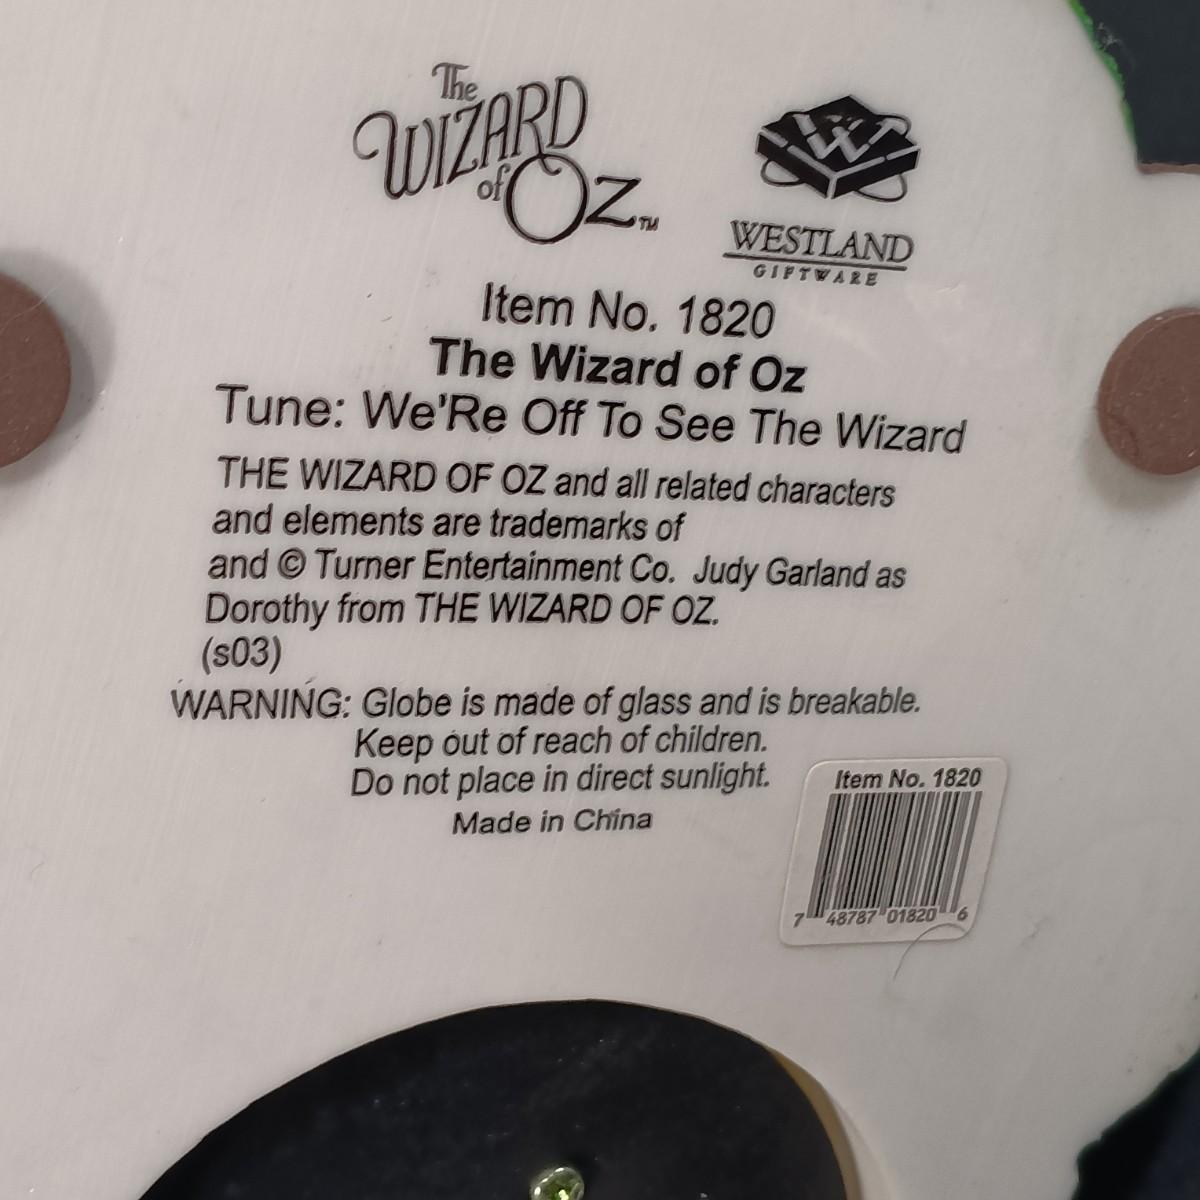 The
WIZARD
of OZ™
WESTLAND
GIFTWARE
Item No. 1820
The Wizard of Oz
Tune: We'Re Off To See The Wizard
THE WIZARD OF OZ and all related characters
and elements are trademarks of
and © Turner Entertainment Co. Judy Garland as
Dorothy from THE WIZARD OF OZ.
(s03)
WARNING: Globe is made of glass and is breakable.
Keep out of reach of children.
Do not place in direct sunlight.
Made in China
Item No. 1820
7 48787 01820 6